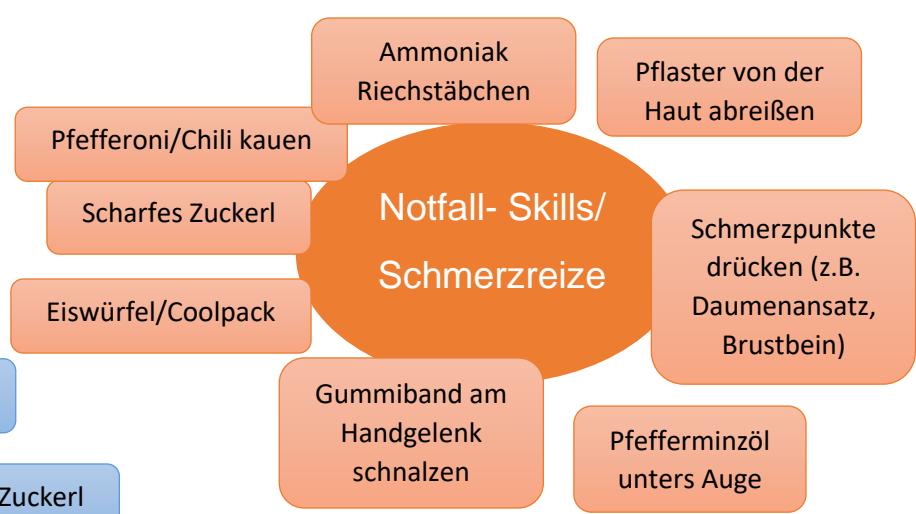 Ammoniak
Riechstäbchen
Pflaster von der
Haut abreißen
Pfefferoni/Chili kauen
Scharfes Zuckerl
Eiswürfel/Coolpack
Notfall- Skills/
Schmerzreize
Schmerzpunkte
drücken (z.B.
Daumenansatz,
Brustbein)
Gummiband am
Handgelenk
schnalzen
Pfefferminzöl
unters Auge
Zuckerl